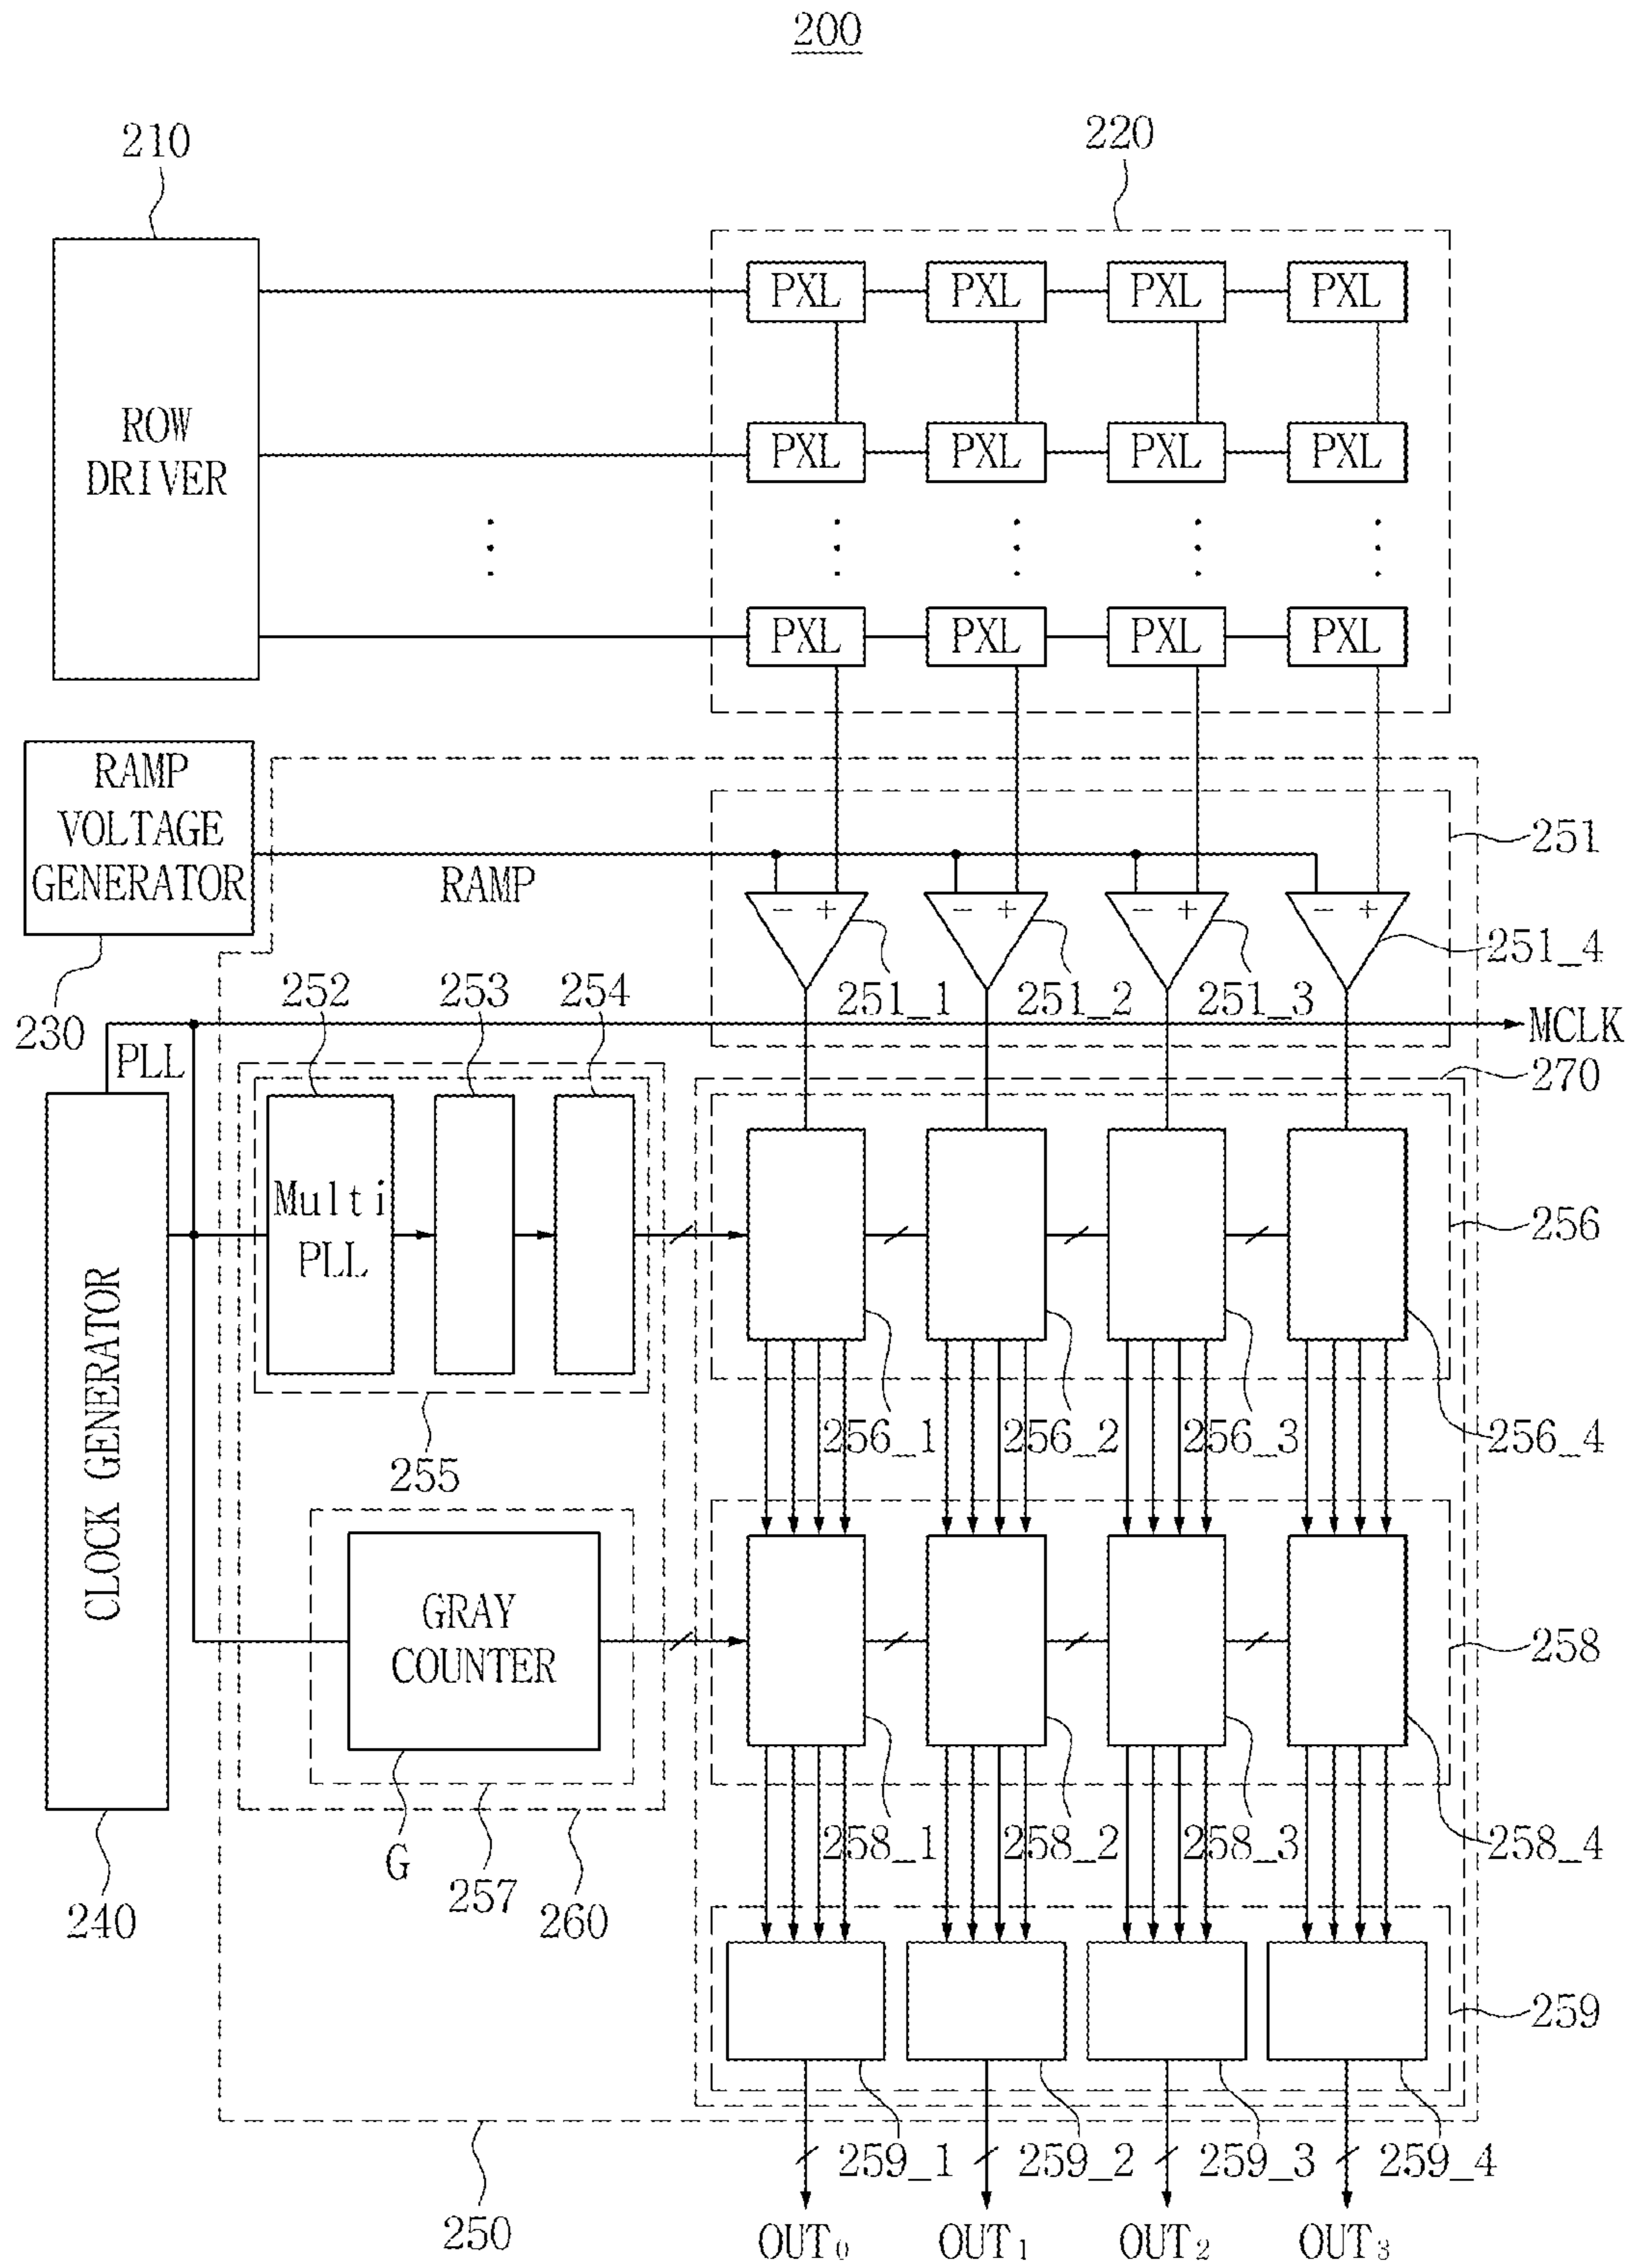 200
210
220
PXL PXL PXL PXL
ROW
DRIVER
PXL PXL PXL PXL
PXL PXL PXL PXL
RAMP
VOLTAGE
GENERATOR
RAMP
251
- + - + - + - +
251_1 251_2 251_3 251_4
230
252 253 254
MCLK
PLL
270
Multi
PLL
256
CLOCK GENERATOR
256_1 256_2 256_3 256_4
255
GRAY
COUNTER
258
258_1 258_2 258_3 258_4
G
257
260
240
259
259_1 259_2 259_3 259_4
250
OUT₀ OUT₁ OUT₂ OUT₃